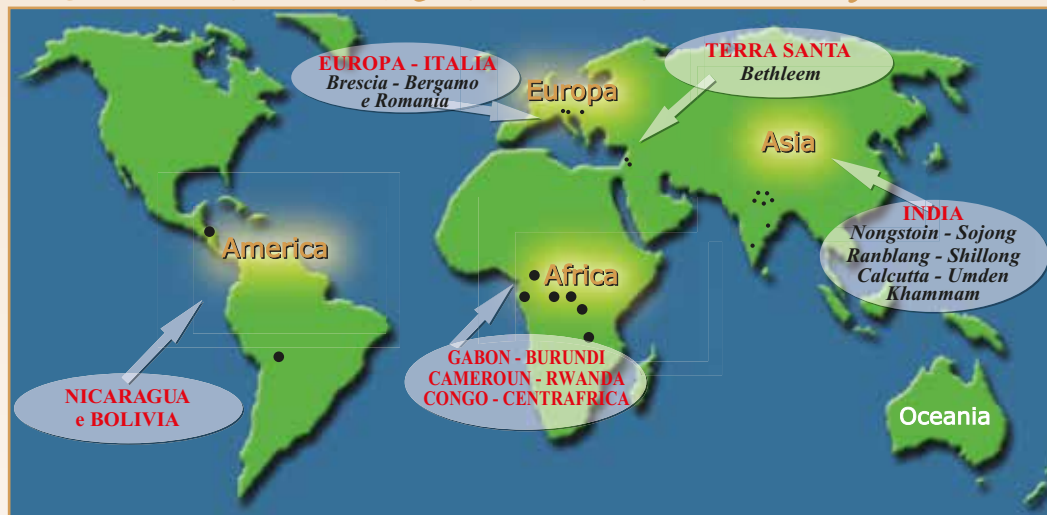 EUROPA - ITALIA
Brescia - Bergamo
e Romania
TERRA SANTA
Bethleem
Europa
Asia
INDIA
Nongstoin - Sojong
Ranblang - Shillong
Calcutta - Umden
Khammam
America
Africa
GABON - BURUNDI
CAMEROUN - RWANDA
CONGO - CENTRAFRICA
NICARAGUA
e BOLIVIA
Oceania